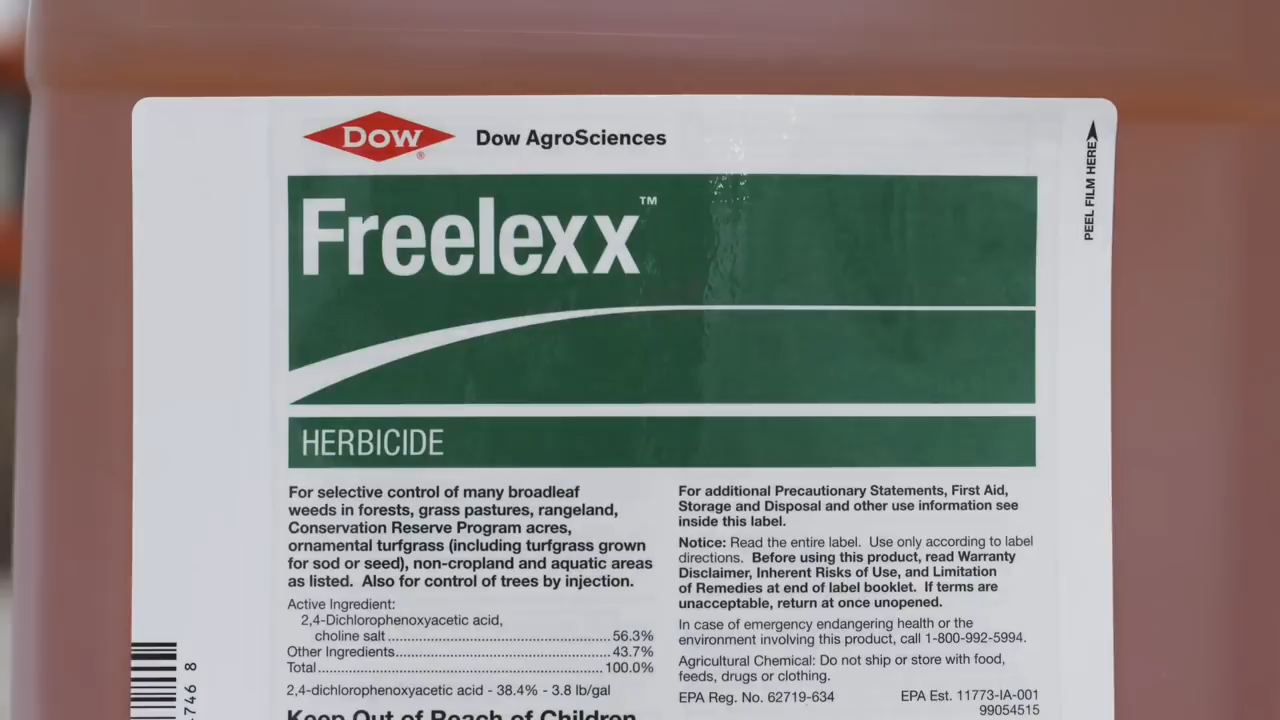 DOW®
Dow AgroSciences
PEEL FILM HERE
Freelexx™
HERBICIDE
For selective control of many broadleaf
weeds in forests, grass pastures, rangeland,
Conservation Reserve Program acres,
ornamental turfgrass (including turfgrass grown
for sod or seed), non-cropland and aquatic areas
as listed. Also for control of trees by injection.
Active Ingredient:
2,4-Dichlorophenoxyacetic acid,
choline salt........................................................56.3%
Other Ingredients......................................................43.7%
Total.......................................................................100.0%
2,4-dichlorophenoxyacetic acid - 38.4% - 3.8 lb/gal
Keep Out of Reach of Children
For additional Precautionary Statements, First Aid,
Storage and Disposal and other use information see
inside this label.
Notice: Read the entire label. Use only according to label
directions. Before using this product, read Warranty
Disclaimer, Inherent Risks of Use, and Limitation
of Remedies at end of label booklet. If terms are
unacceptable, return at once unopened.
In case of emergency endangering health or the
environment involving this product, call 1-800-992-5994.
Agricultural Chemical: Do not ship or store with food,
feeds, drugs or clothing.
EPA Reg. No. 62719-634
EPA Est. 11773-IA-001
99054515
746 8